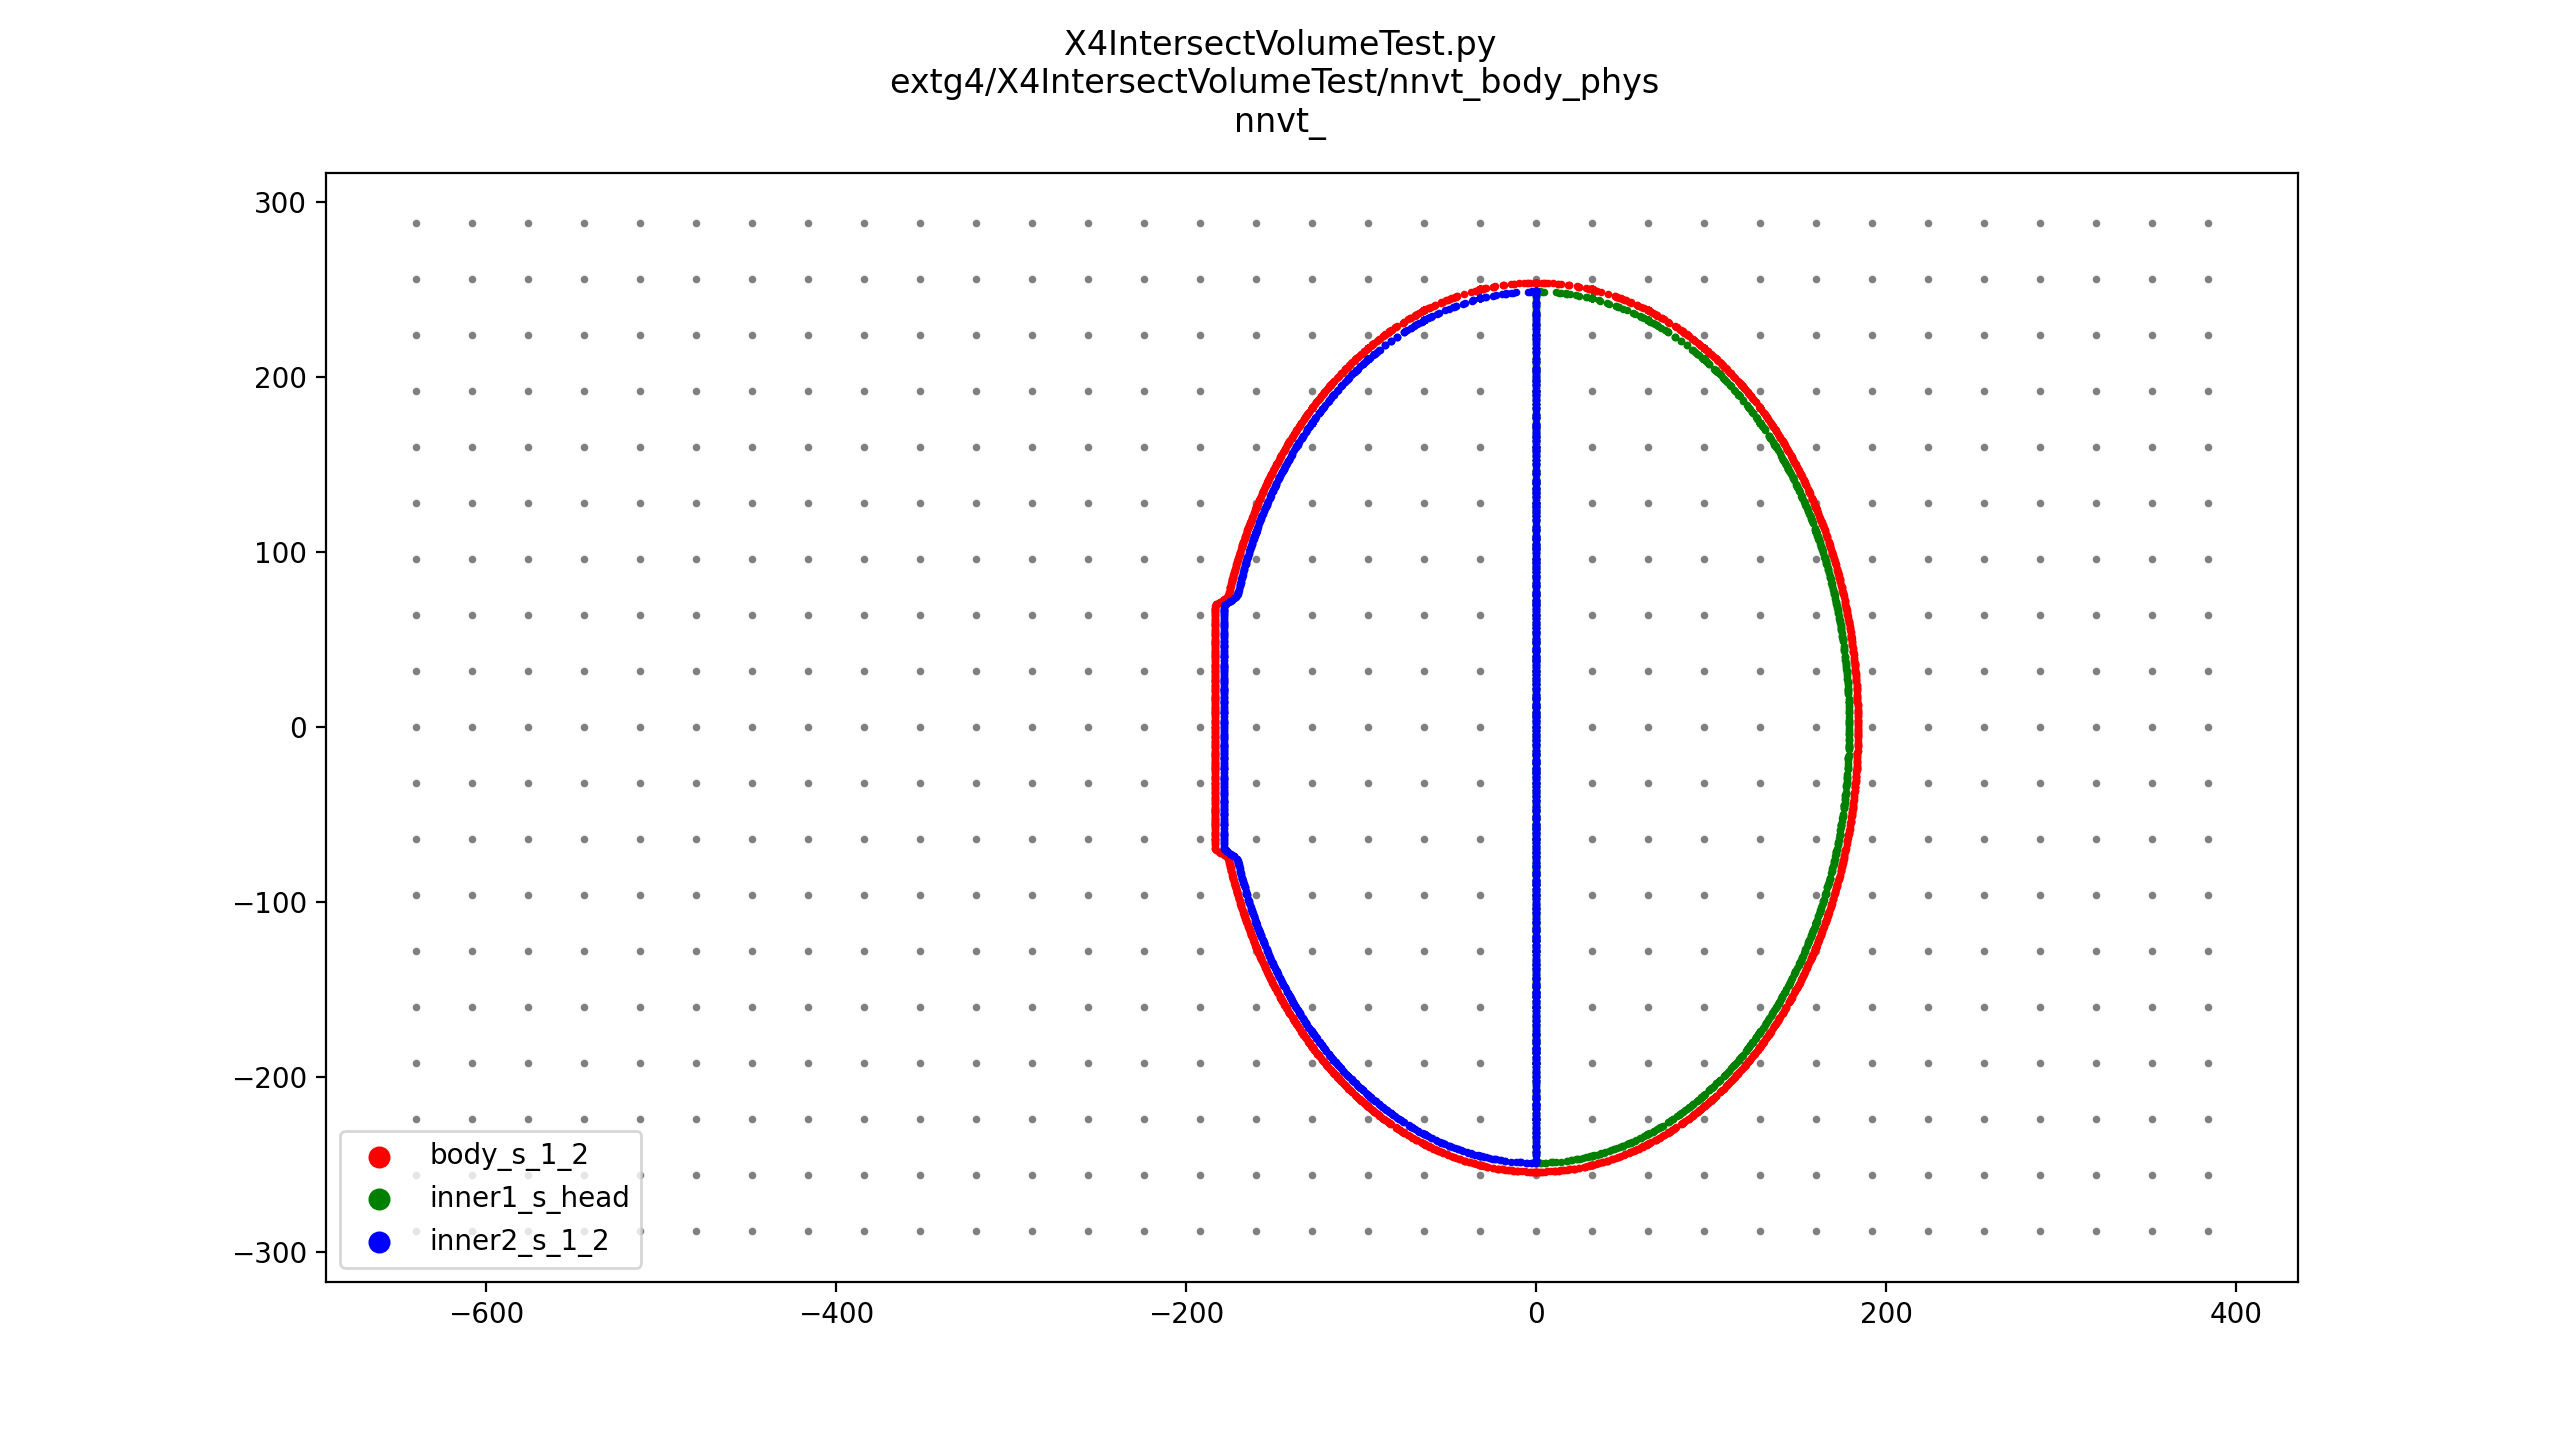 X4IntersectVolumeTest.py
extg4/X4IntersectVolumeTest/nnvt_body_phys
nnvt_
300
200
100
0
−100
−200
−300
body_s_1_2
inner1_s_head
inner2_s_1_2
−600 −400 −200 0 200 400